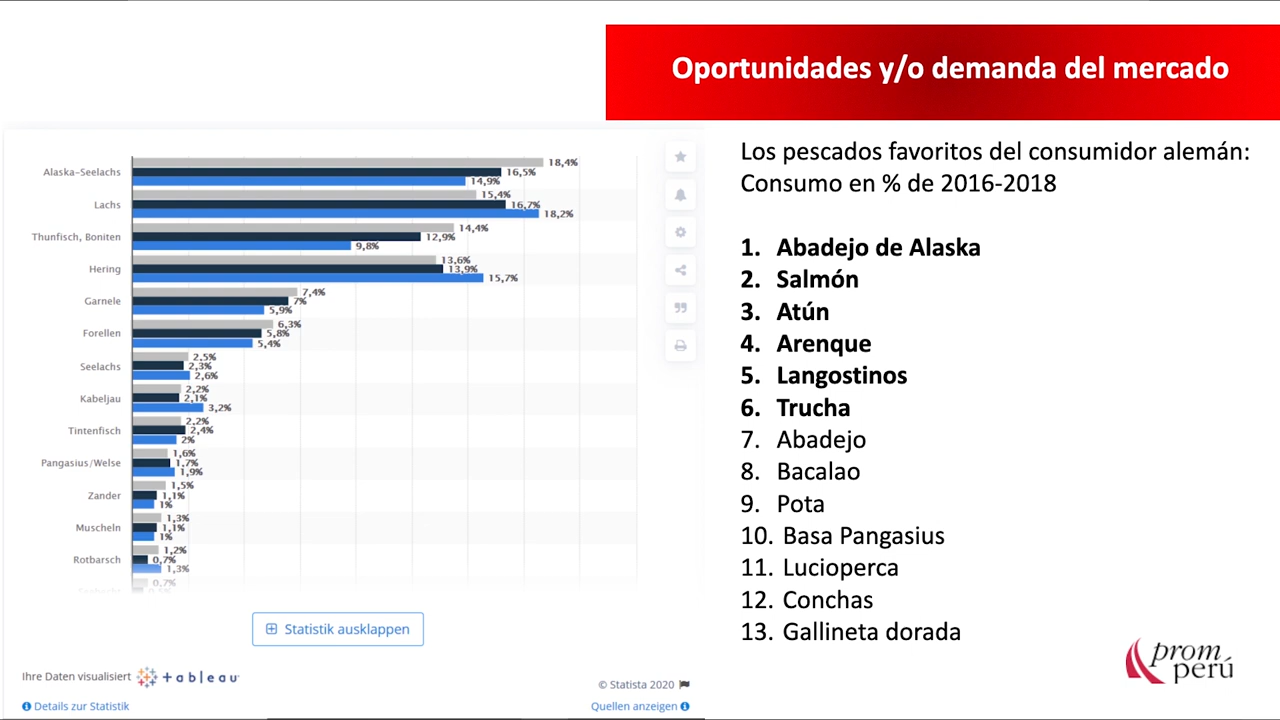 Oportunidades y/o demanda del mercado
Alaska-Seelachs
18,4%
16,5%
14,9%
Lachs
15,4%
16,7%
18,2%
Thunfisch, Boniten
14,4%
12,9%
9,8%
Hering
13,6%
13,9%
15,7%
Garnele
7,4%
7%
5,9%
Forellen
6,3%
5,8%
5,4%
Seelachs
2,5%
2,3%
2,6%
Kabeljau
2,2%
2,1%
3,2%
Tintenfisch
2,2%
2,4%
2%
Pangasius/Welse
1,6%
1,7%
1,9%
Zander
1,5%
1,1%
1%
Muscheln
1,3%
1,1%
1%
Rotbarsch
1,2%
0,7%
1,3%
0,7%
Statistik ausklappen
Ihre Daten visualisiert +ableau
© Statista 2020
Details zur Statistik
Quellen anzeigen
Los pescados favoritos del consumidor alemán:
Consumo en % de 2016-2018
1. Abadejo de Alaska
2. Salmón
3. Atún
4. Arenque
5. Langostinos
6. Trucha
7. Abadejo
8. Bacalao
9. Pota
10. Basa Pangasius
11. Lucioperca
12. Conchas
13. Gallineta dorada
prom
perú